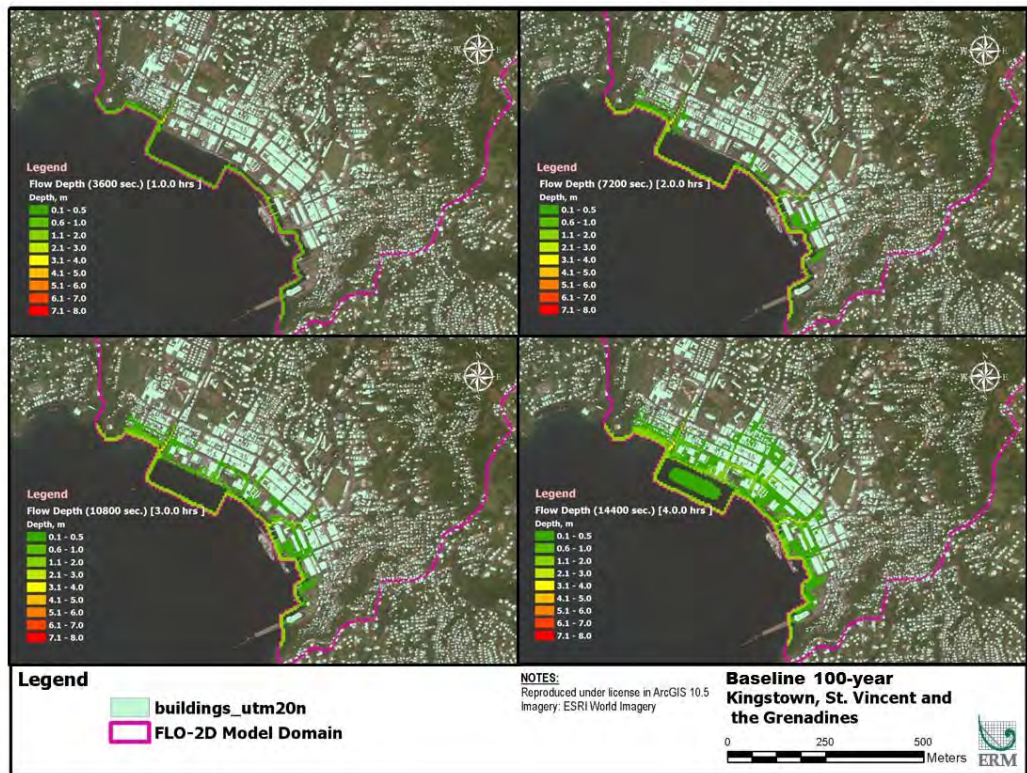 N
W E
S
Legend
Flow Depth (3600 sec.) [1.0.0 hrs ]
Depth, m
0.1 - 0.5
0.6 - 1.0
1.1 - 2.0
2.1 - 3.0
3.1 - 4.0
4.1 - 5.0
5.1 - 6.0
6.1 - 7.0
7.1 - 8.0
N
W E
S
Legend
Flow Depth (7200 sec.) [2.0.0 hrs ]
Depth, m
0.1 - 0.5
0.6 - 1.0
1.1 - 2.0
2.1 - 3.0
3.1 - 4.0
4.1 - 5.0
5.1 - 6.0
6.1 - 7.0
7.1 - 8.0
N
W E
S
Legend
Flow Depth (10800 sec.) [3.0.0 hrs ]
Depth, m
0.1 - 0.5
0.6 - 1.0
1.1 - 2.0
2.1 - 3.0
3.1 - 4.0
4.1 - 5.0
5.1 - 6.0
6.1 - 7.0
7.1 - 8.0
N
W E
S
Legend
Flow Depth (14400 sec.) [4.0.0 hrs ]
Depth, m
0.1 - 0.5
0.6 - 1.0
1.1 - 2.0
2.1 - 3.0
3.1 - 4.0
4.1 - 5.0
5.1 - 6.0
6.1 - 7.0
7.1 - 8.0
Legend
buildings_utm20n
FLO-2D Model Domain
NOTES:
Reproduced under license in ArcGIS 10.5
Imagery: ESRI World Imagery
Baseline 100-year
Kingstown, St. Vincent and
the Grenadines
0 250 500
Meters
ERM